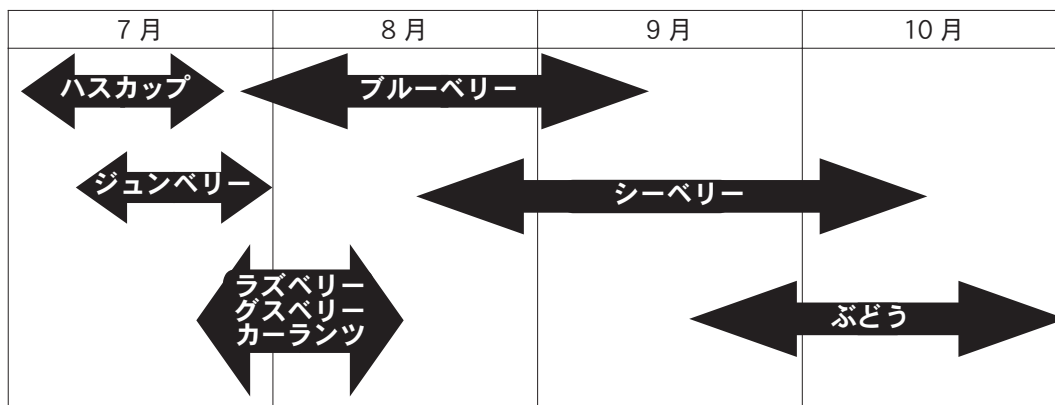 7月
8月
9月
10月
ハスカップ
ブルーベリー
ジュンベリー
シーベリー
ラズベリー
グスベリー
カーランツ
ぶどう